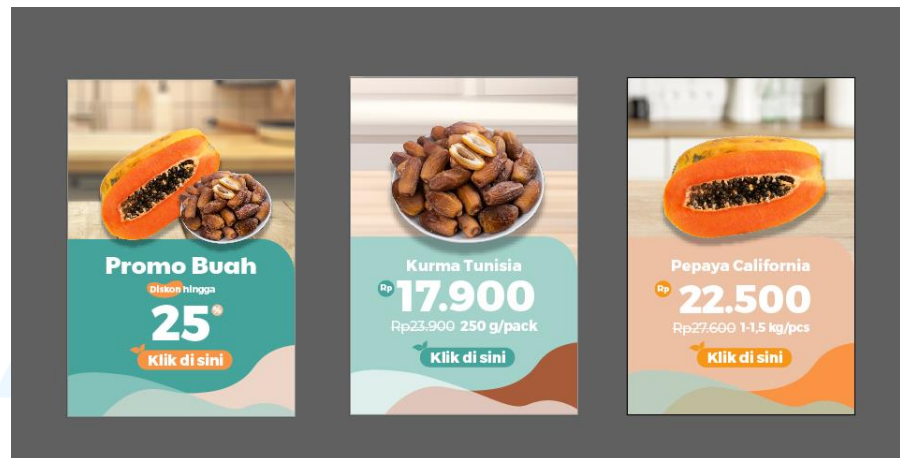 Promo Buah
Diskon hingga
25%
Klik di sini
Kurma Tunisia
Rp 17.900
Rp23.900 250 g/pack
Klik di sini
Pepaya California
Rp 22.500
Rp27.600 1-1,5 kg/pcs
Klik di sini